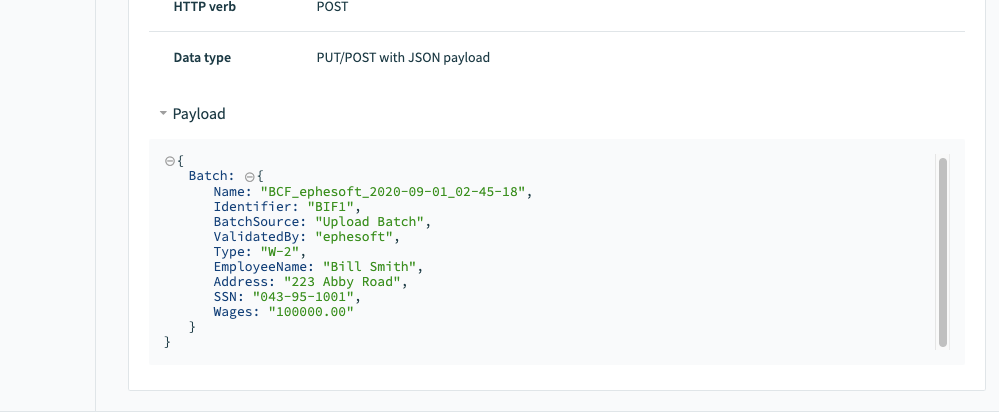 HTTP verb POST
Data type PUT/POST with JSON payload
Payload
{
Batch: {
Name: "BCF_ephesoft_2020-09-01_02-45-18",
Identifier: "BIF1",
BatchSource: "Upload Batch",
ValidatedBy: "ephesoft",
Type: "W-2",
EmployeeName: "Bill Smith",
Address: "223 Abby Road",
SSN: "043-95-1001",
Wages: "100000.00"
}
}